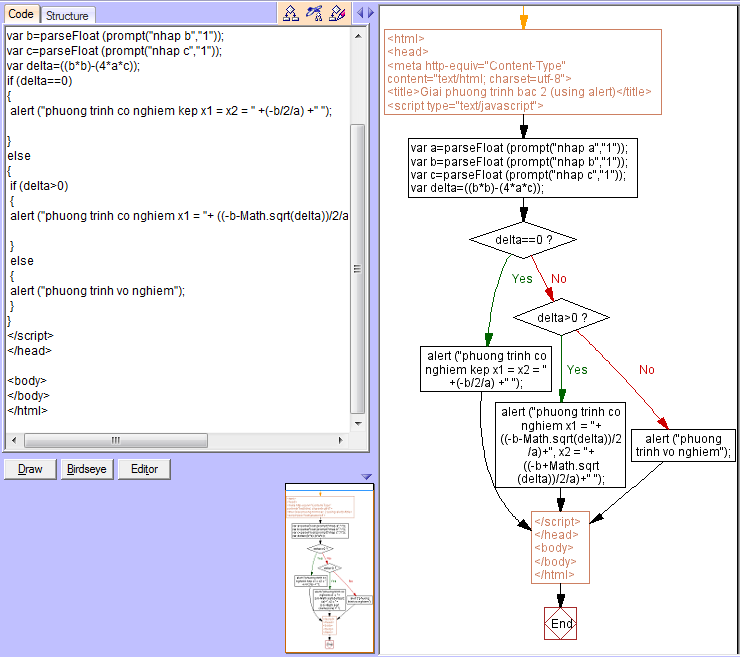 Code
Structure
var b=parseFloat (prompt("nhap b","1"));
var c=parseFloat (prompt("nhap c","1"));
var delta=((b*b)-(4*a*c));
if (delta==0)
{
alert ("phuong trinh co nghiem kep x1 = x2 = " +(-b/2/a) +" ");
}
else
{
if (delta>0)
{
alert ("phuong trinh co nghiem x1 = "+ ((-b-Math.sqrt(delta))/2/a
}
else
{
alert ("phuong trinh vo nghiem");
}
}
</script>
</head>
<body>
</body>
</html>
Draw
Birdseye
Editor
<html>
<head>
<meta http-equiv="Content-Type"
content="text/html; charset=utf-8">
<title>Giai phuong trinh bac 2 (using alert)</title>
<script type="text/javascript">
var a=parseFloat (prompt("nhap a","1"));
var b=parseFloat (prompt("nhap b","1"));
var c=parseFloat (prompt("nhap c","1"));
var delta=((b*b)-(4*a*c));
delta==0 ?
Yes
No
delta>0 ?
alert ("phuong trinh co
nghiem kep x1 = x2 = "
+(-b/2/a) +" ");
Yes
No
alert ("phuong trinh co
nghiem x1 = "+
((-b-Math.sqrt(delta))/2
/a)+", x2 = "+
((-b+Math.sqrt
(delta))/2/a)+" ");
alert ("phuong
trinh vo nghiem");
</script>
</head>
<body>
</body>
</html>
End